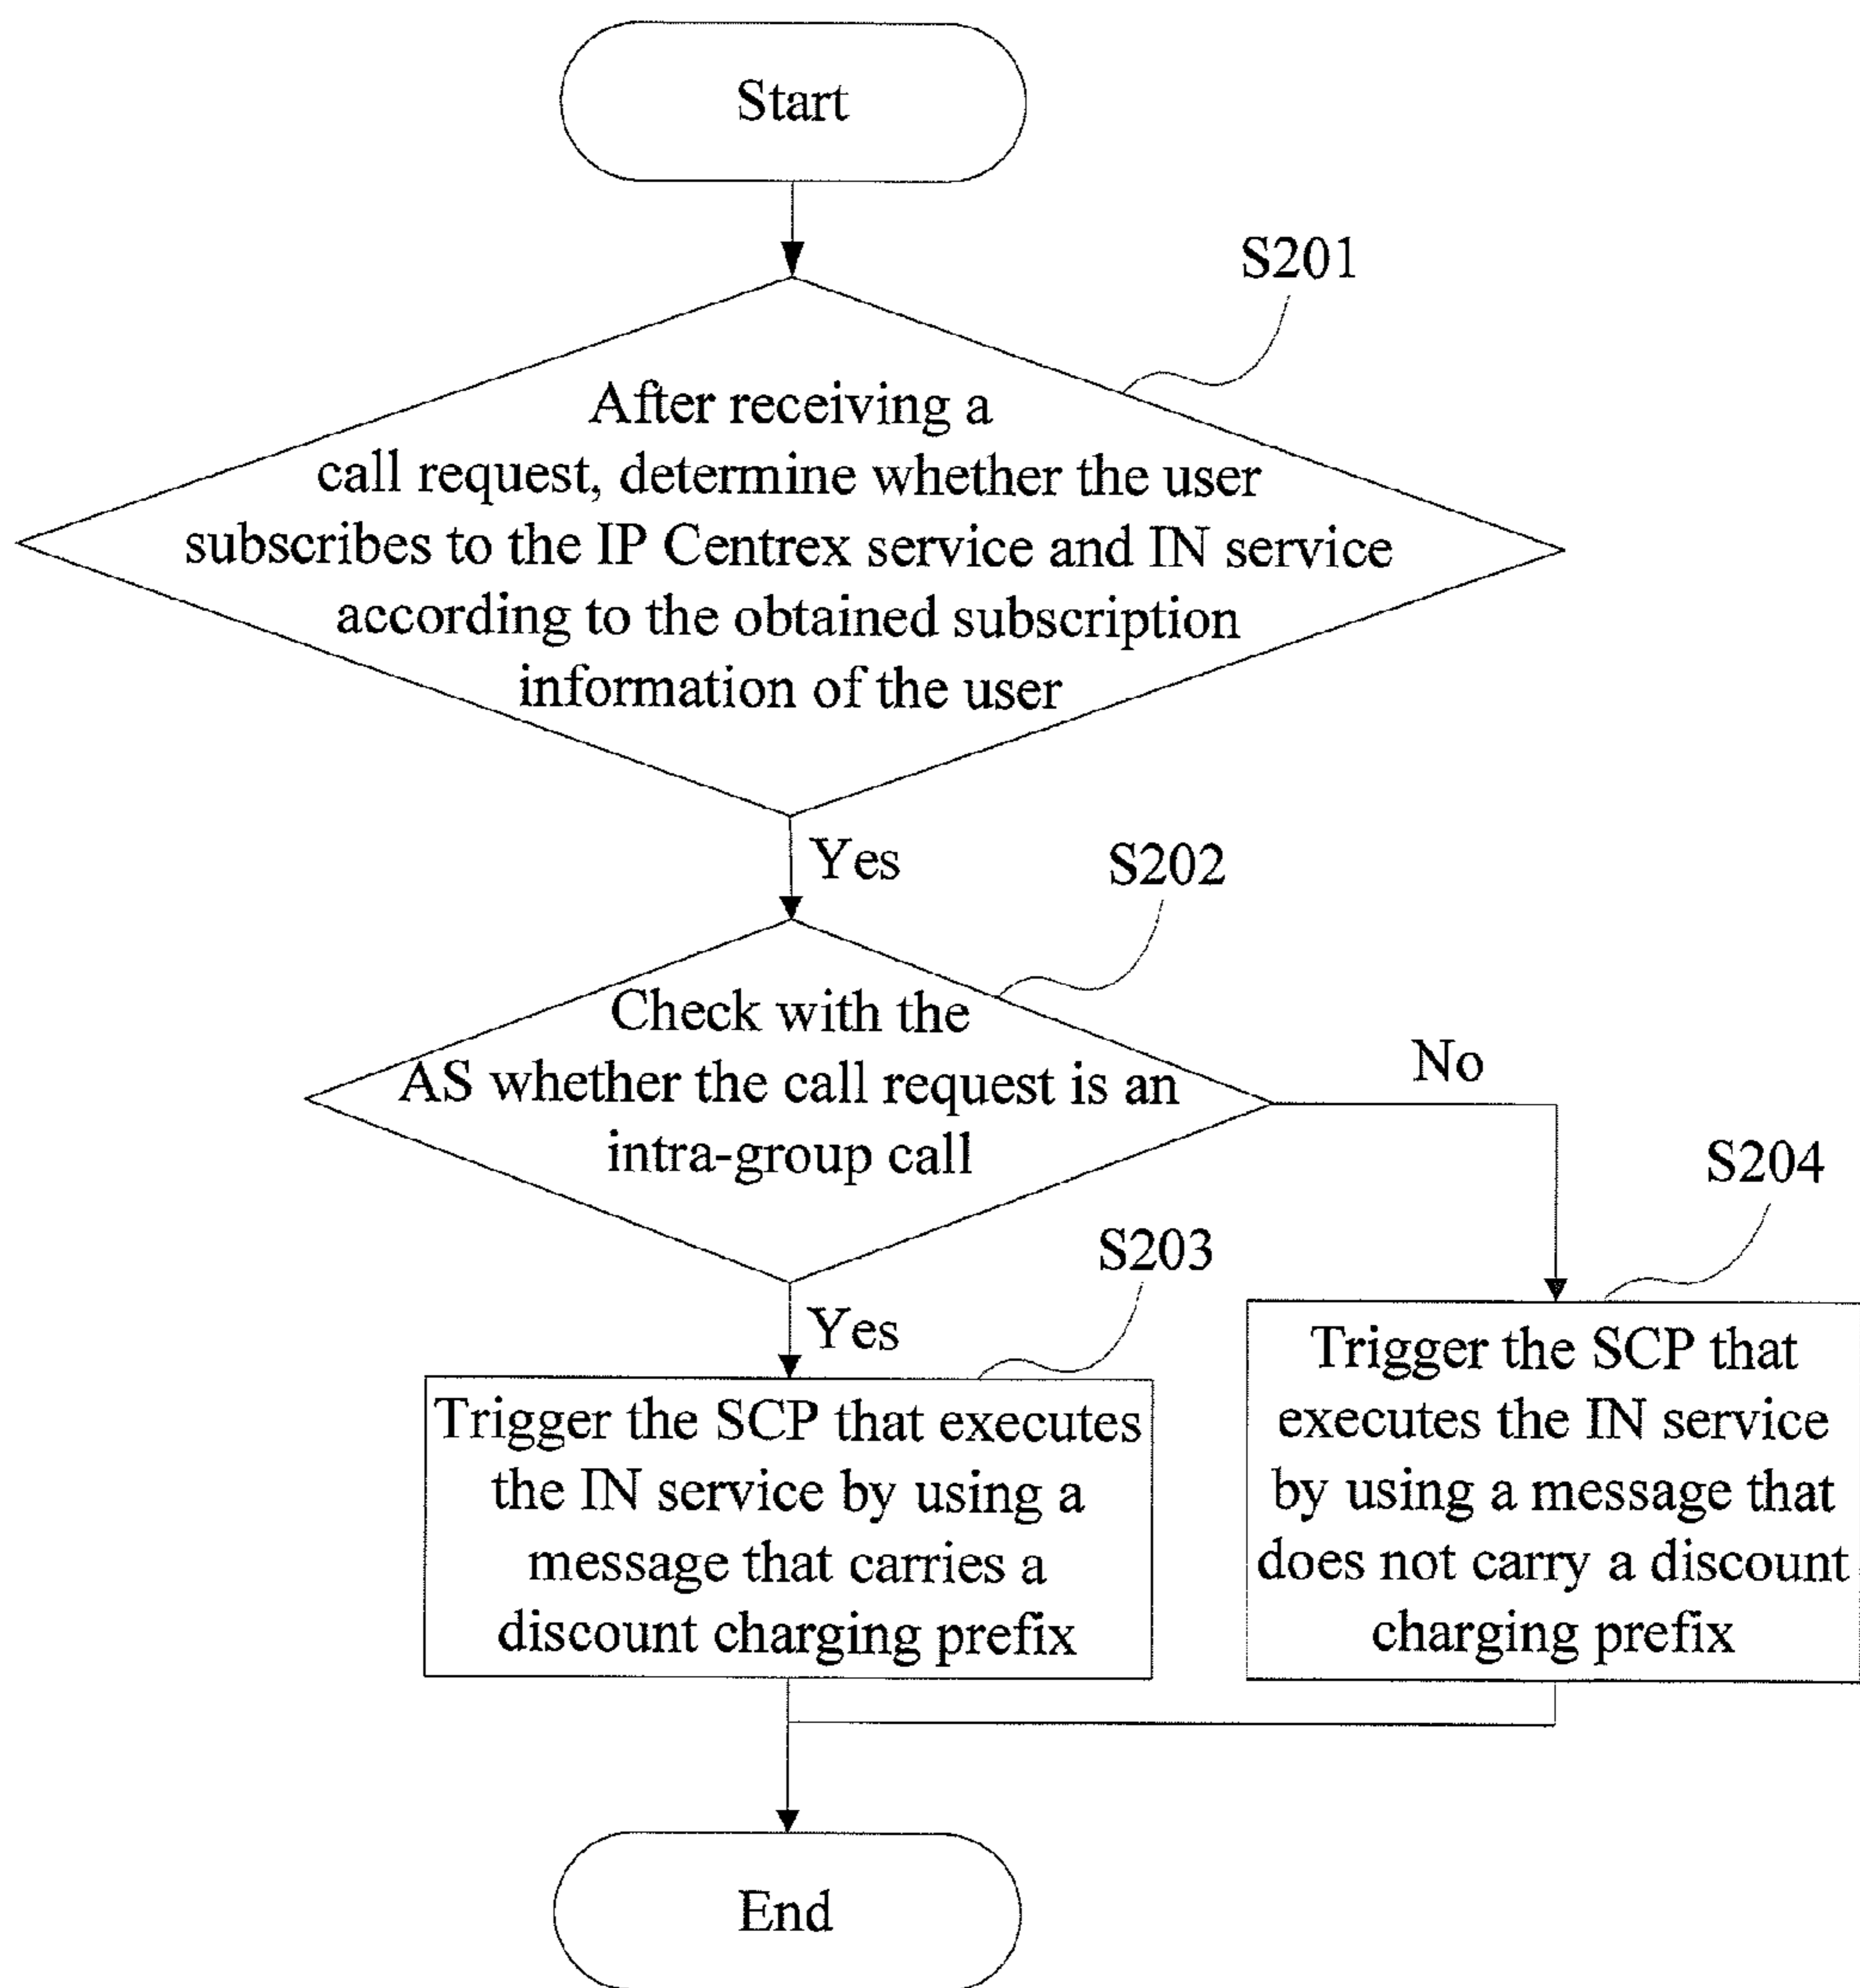 Start
S201
After receiving a
call request, determine whether the user
subscribes to the IP Centrex service and IN service
according to the obtained subscription
information of the user
Yes
S202
Check with the
AS whether the call request is an
intra-group call
No
S204
S203
Yes
Trigger the SCP that executes
the IN service by using a
message that carries a
discount charging prefix
Trigger the SCP that
executes the IN service
by using a message that
does not carry a discount
charging prefix
End